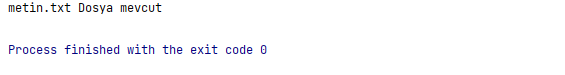 metin.txt Dosya mevcut
Process finished with the exit code 0